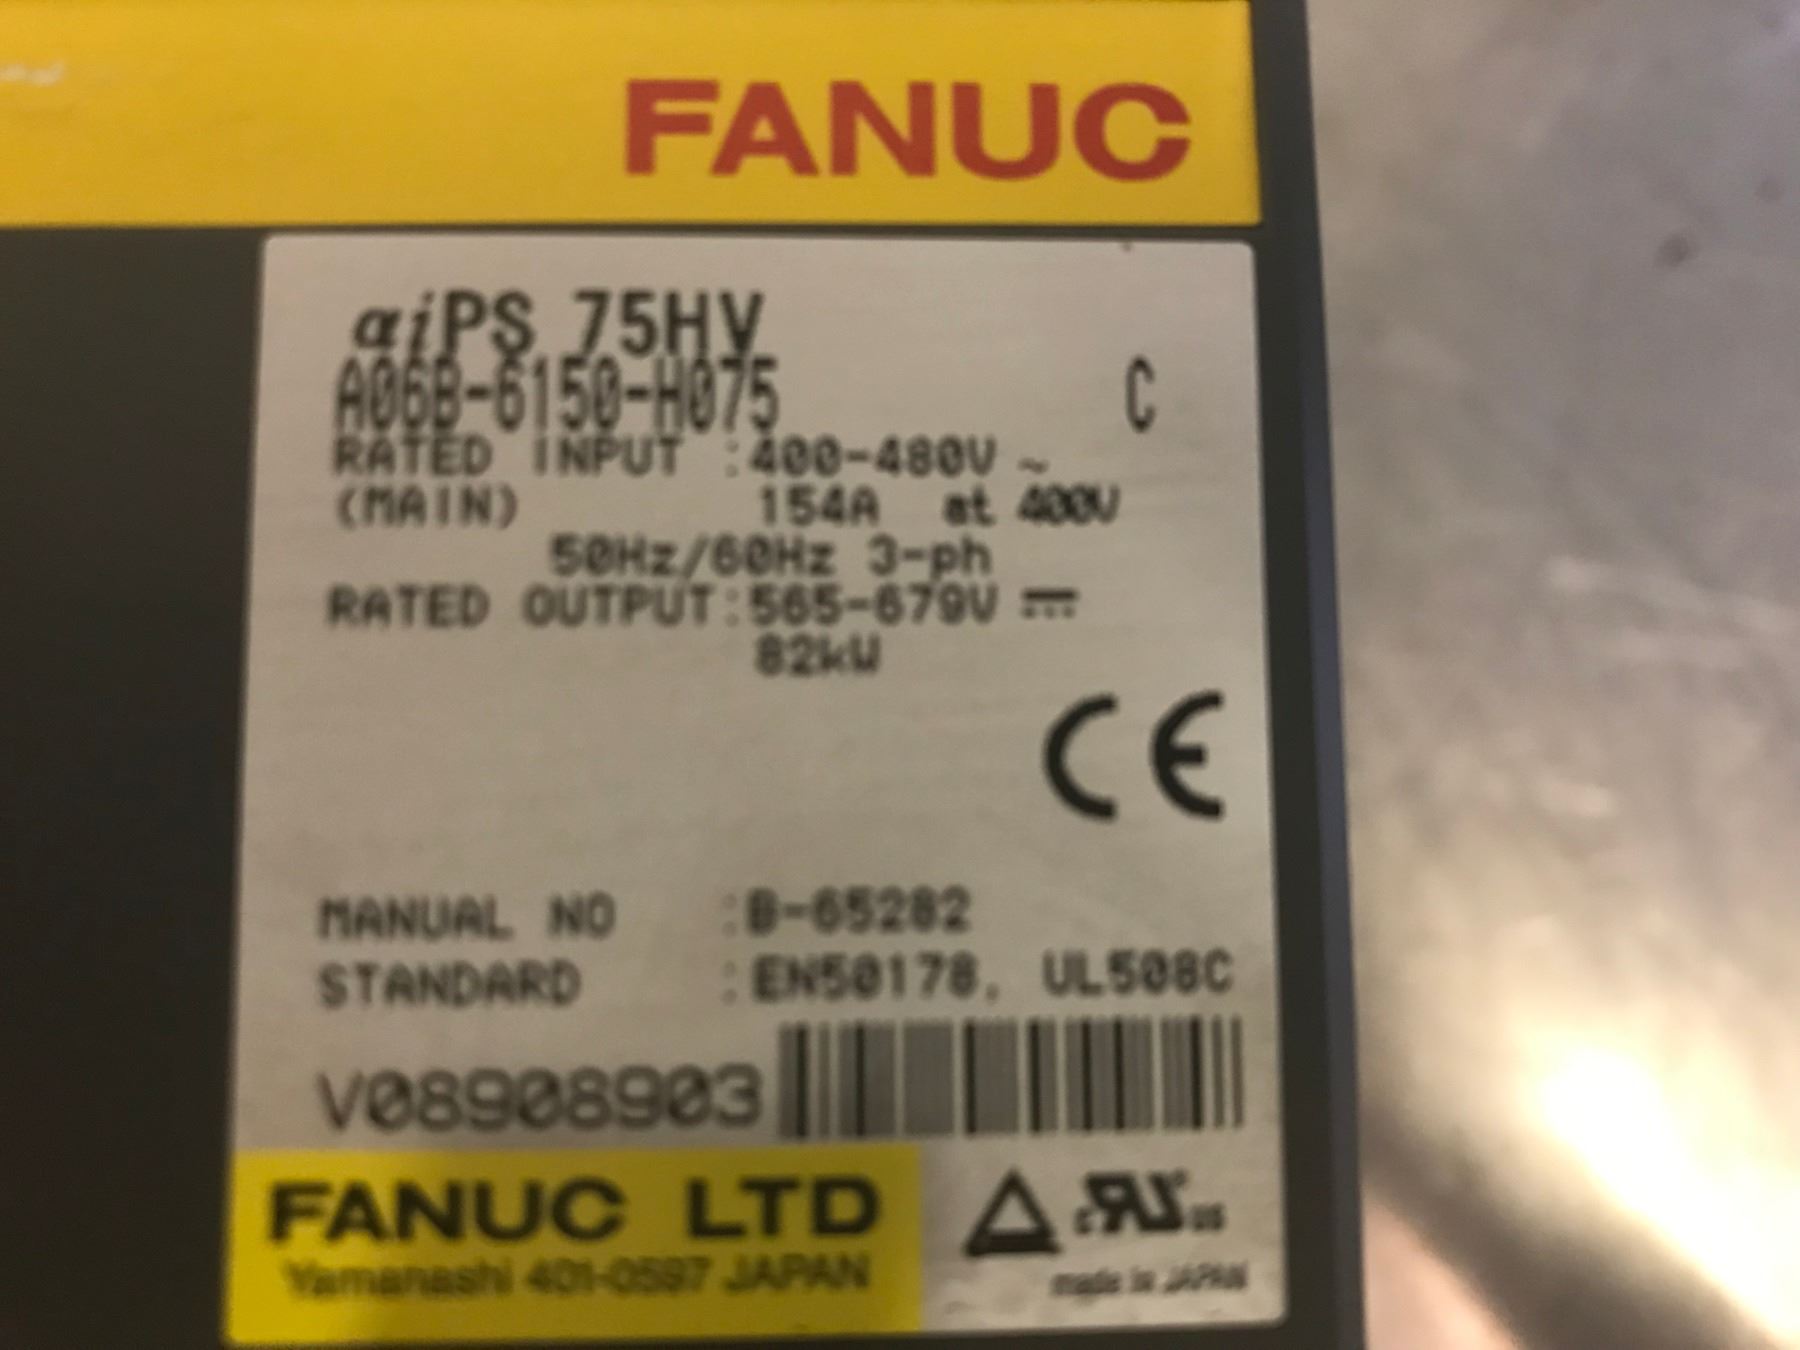 FANUC
αiPS 75HV
A06B-6150-H075 C
RATED INPUT :400-480V ~
(MAIN) 154A at 400V
50Hz/60Hz 3-ph
RATED OUTPUT:565-679V ⎓
82kW
CE
MANUAL NO :B-65282
STANDARD :EN50178, UL508C
V08908903
FANUC LTD
Yamanashi 401-0597 JAPAN
c RU us
made in JAPAN